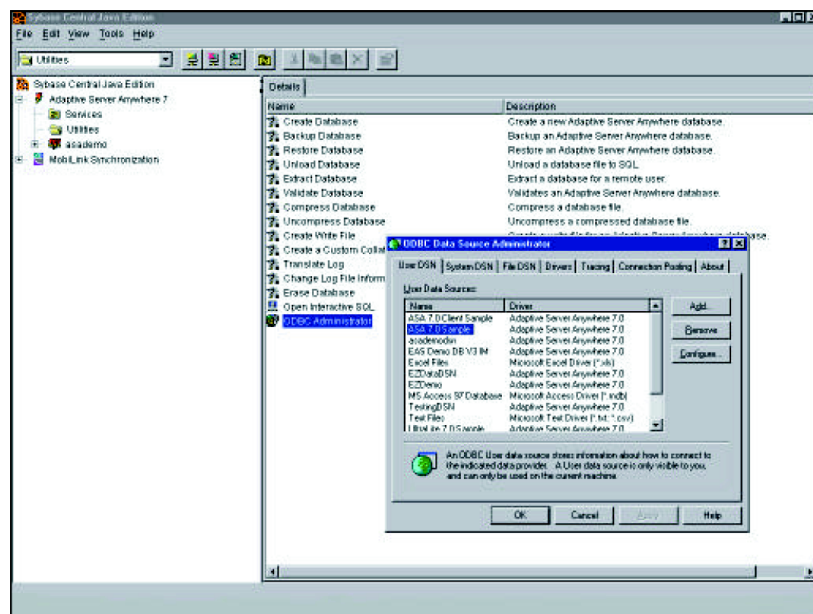 Sybase Central Java Edition
File Edit View Tools Help
Utilities
Sybase Central Java Edition
Adaptive Server Anywhere 7
Services
Utilities
asademo
MobiLink Synchronization
Details
Name Description
Create Database Create a new Adaptive Server Anywhere database.
Backup Database Backup an Adaptive Server Anywhere database.
Restore Database Restore an Adaptive Server Anywhere database.
Unload Database Unload a database file to SQL
Extract Database Extract a database for a remote user.
Validate Database Validates an Adaptive Server Anywhere database.
Compress Database Compress a database file.
Uncompress Database Uncompress a compressed database file.
Create Write File database.
Create a Custom Collat
Translate Log
Change Log File Inform
Erase Database
Open Interactive SQL
ODBC Administrator
ODBC Data Source Administrator
User DSN System DSN File DSN Drivers Tracing Connection Pooling About
User Data Sources:
Name Driver
ASA 7.0 Client Sample Adaptive Server Anywhere 7.0
ASA 7.0 Sample Adaptive Server Anywhere 7.0
asademodsn Adaptive Server Anywhere 7.0
EAS Demo DB V3 IM Adaptive Server Anywhere 7.0
Excel Files Microsoft Excel Driver (*.xls)
EZDataDSN Adaptive Server Anywhere 7.0
EZDemo Adaptive Server Anywhere 7.0
MS Access 97 Database Microsoft Access Driver (*.mdb)
TestingDSN Adaptive Server Anywhere 7.0
Text Files Microsoft Text Driver (*.txt; *.csv)
UltraLite 7.0 Sample Adaptive Server Anywhere 7.0
Add...
Remove
Configure...
An ODBC User data source stores information about how to connect to
the indicated data provider. A User data source is only visible to you,
and can only be used on the current machine.
OK Cancel Apply Help